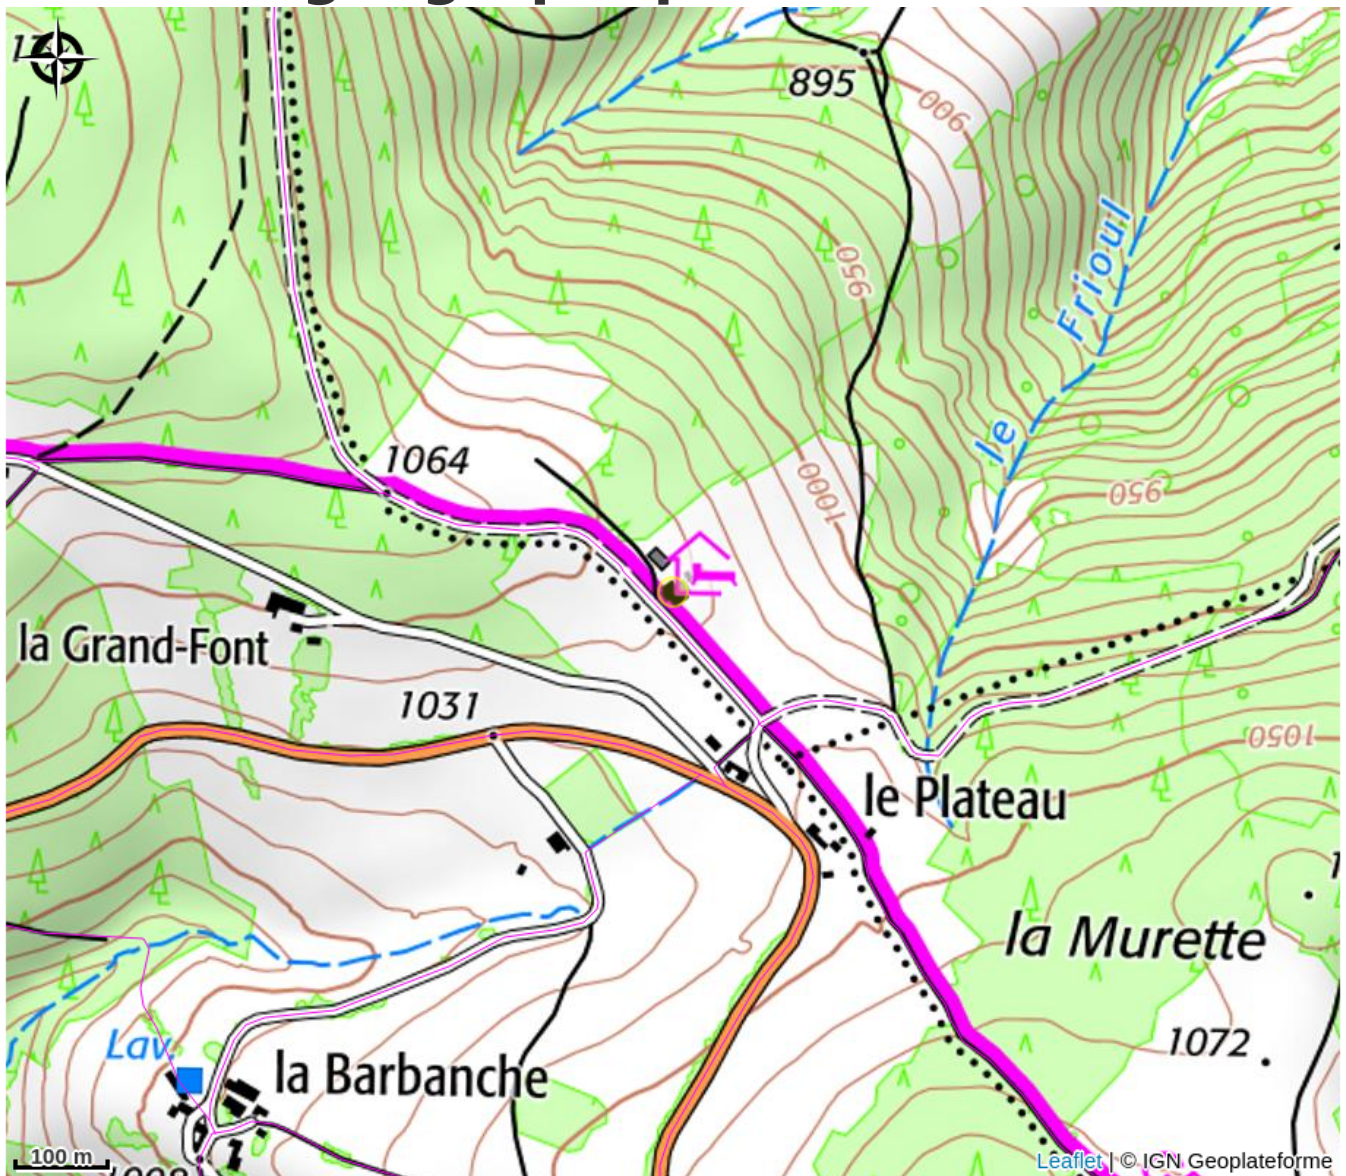 895
900
le Frioul
950
1064
1000
950
la Grand-Font
1031
1050
le Plateau
la Murette
Lav.
1072
la Barbanche
100 m
Leaflet | © IGN Geoplateforme